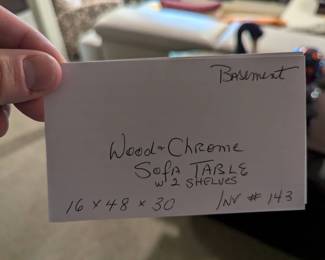 Basement
Wood + Chrome
Sofa Table
w 2 Shelves
16 x 48 x 30 Inv # 143